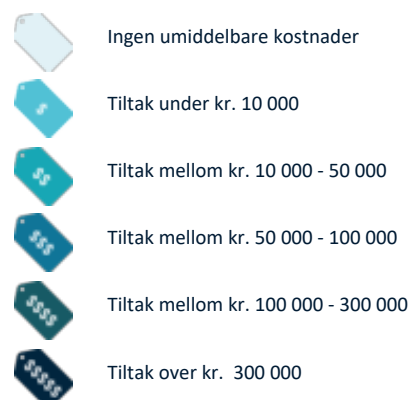 Ingen umiddelbare kostnader
$ Tiltak under kr. 10 000
$$ Tiltak mellom kr. 10 000 - 50 000
$$$ Tiltak mellom kr. 50 000 - 100 000
$$$$ Tiltak mellom kr. 100 000 - 300 000
$$$$$ Tiltak over kr.  300 000